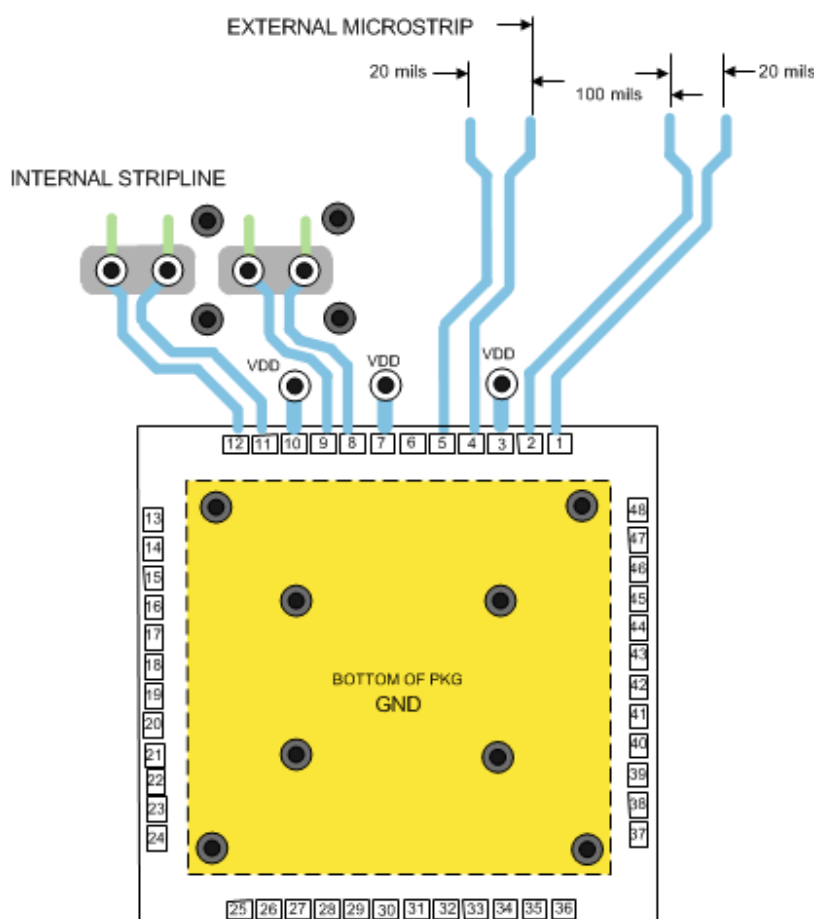 EXTERNAL MICROSTRIP
20 mils
20 mils
100 mils
INTERNAL STRIPLINE
VDD
VDD
VDD
12 11 10 9 8 7 6 5 4 3 2 1
13
14
15
16
17
18
19
20
21
22
23
24
48
47
46
45
44
43
42
41
40
39
38
37
BOTTOM OF PKG
GND
25 26 27 28 29 30 31 32 33 34 35 36